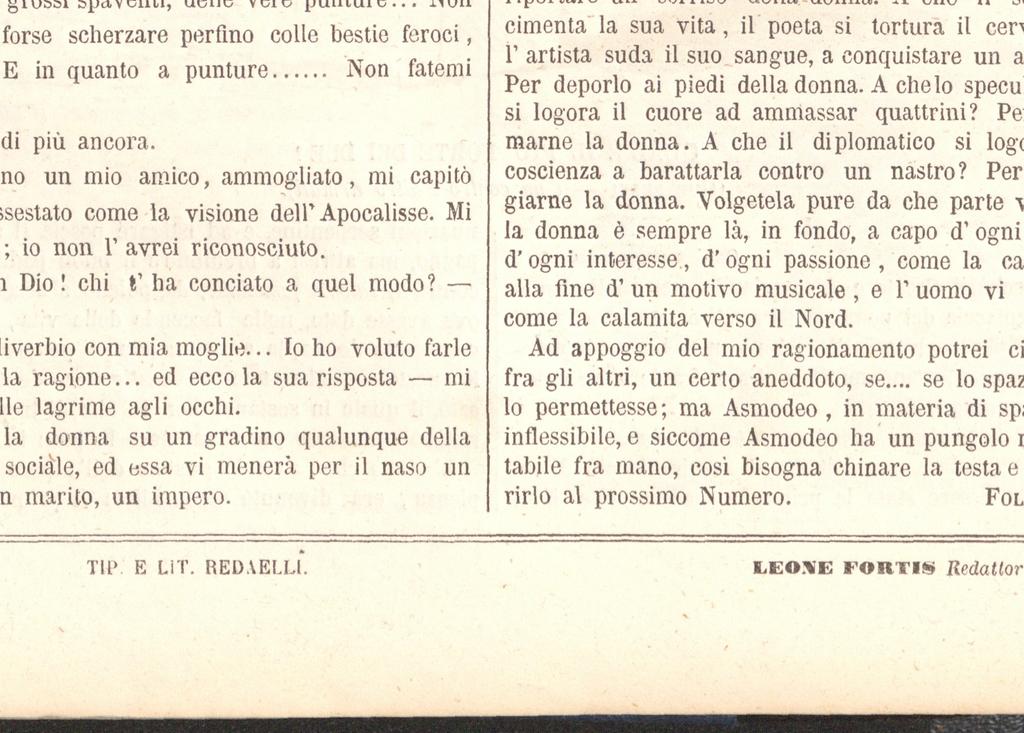 grossi spaventi, delle vere punture... Non
forse scherzare perfino colle bestie feroci,
E in quanto a punture...... Non fatemi
di più ancora.
no un mio amico, ammogliato, mi capitò
ssestato come la visione dell' Apocalisse. Mi
; io non l' avrei riconosciuto.
n Dio! chi t' ha conciato a quel modo? —
liverbio con mia moglie... Io ho voluto farle
la ragione... ed ecco la sua risposta — mi
lle lagrime agli occhi.
la donna su un gradino qualunque della
sociale, ed essa vi menerà per il naso un
n marito, un impero.
riportare un sorriso della donna. A che il s
cimenta la sua vita, il poeta si tortura il cerv
l' artista suda il suo sangue, a conquistare un a
Per deporlo ai piedi della donna. A che lo specu
si logora il cuore ad ammassar quattrini? Pe
marne la donna. A che il diplomatico si logo
coscienza a barattarla contro un nastro? Per
giarne la donna. Volgetela pure da che parte v
la donna è sempre là, in fondo, a capo d' ogni
d' ogni interesse, d' ogni passione, come la ca
alla fine d' un motivo musicale, e l' uomo vi
come la calamita verso il Nord.
Ad appoggio del mio ragionamento potrei ci
fra gli altri, un certo aneddoto, se.... se lo spaz
lo permettesse; ma Asmodeo, in materia di spa
inflessibile, e siccome Asmodeo ha un pungolo
tabile fra mano, così bisogna chinare la testa e
rirlo al prossimo Numero. FOL
TIP. E LIT. REDAELLI.
LEONE FORTIS Redattor